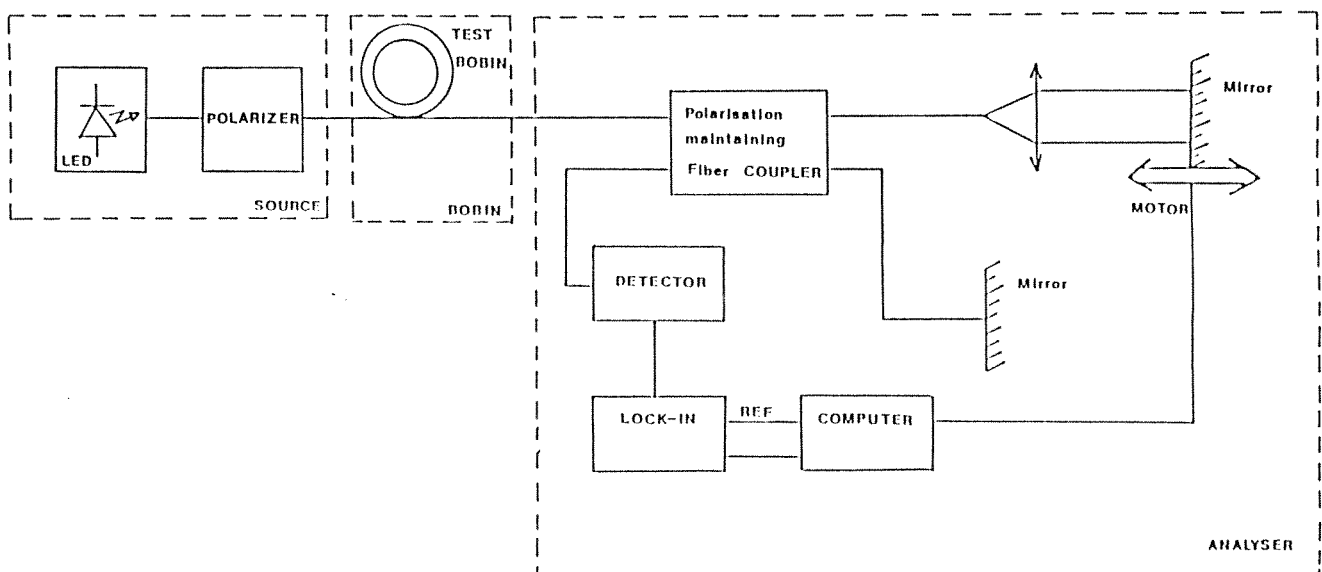 LED
POLARIZER
SOURCE
TEST
BOBIN
BOBIN
Polarisation
maintaining
Fiber COUPLER
Mirror
MOTOR
DETECTOR
Mirror
LOCK-IN
REF
COMPUTER
ANALYSER